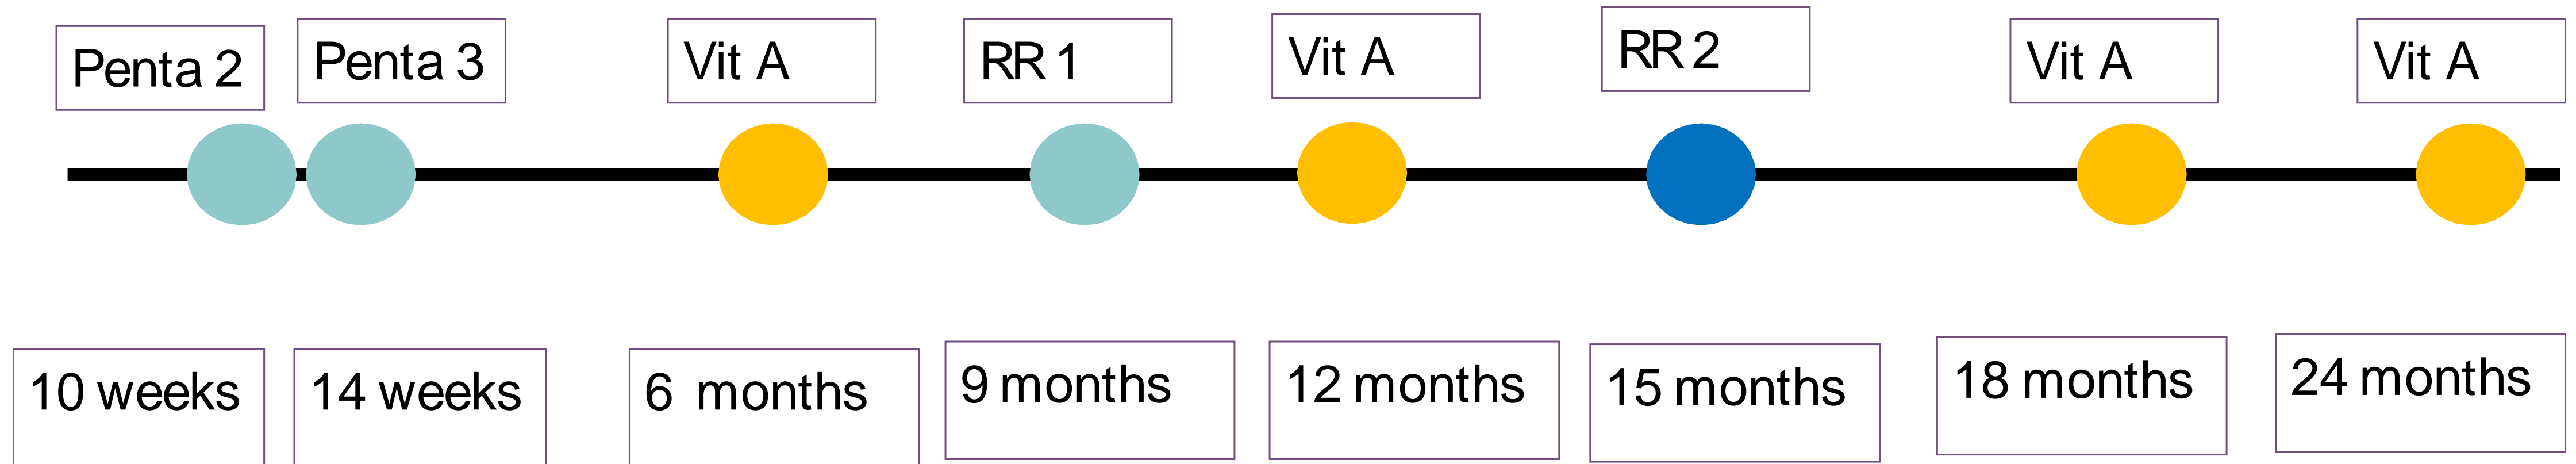 Penta 2
Penta 3
Vit A
RR 1
Vit A
RR 2
Vit A
Vit A
10 weeks
14 weeks
6 months
9 months
12 months
15 months
18 months
24 months